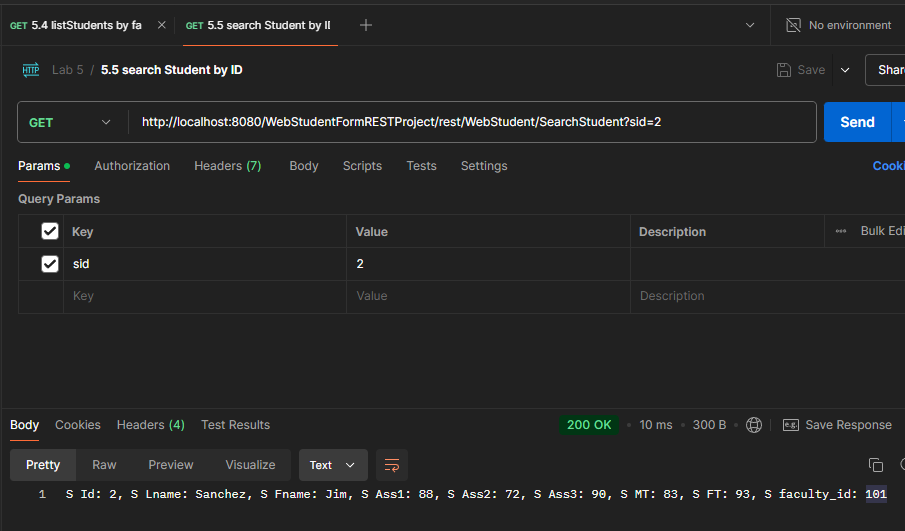 GET 5.4 listStudents by fa
GET 5.5 search Student by II
No environment
HTTP Lab 5 / 5.5 search Student by ID
Save
Shar
GET
http://localhost:8080/WebStudentFormRESTProject/rest/WebStudent/SearchStudent?sid=2
Send
Params Authorization Headers (7) Body Scripts Tests Settings
Cooki
Query Params
Key Value Description Bulk Edi
sid 2
Key Value Description
Body Cookies Headers (4) Test Results
200 OK 10 ms 300 B e.g. Save Response
Pretty Raw Preview Visualize Text
1 S Id: 2, S Lname: Sanchez, S Fname: Jim, S Ass1: 88, S Ass2: 72, S Ass3: 90, S MT: 83, S FT: 93, S faculty_id: 101